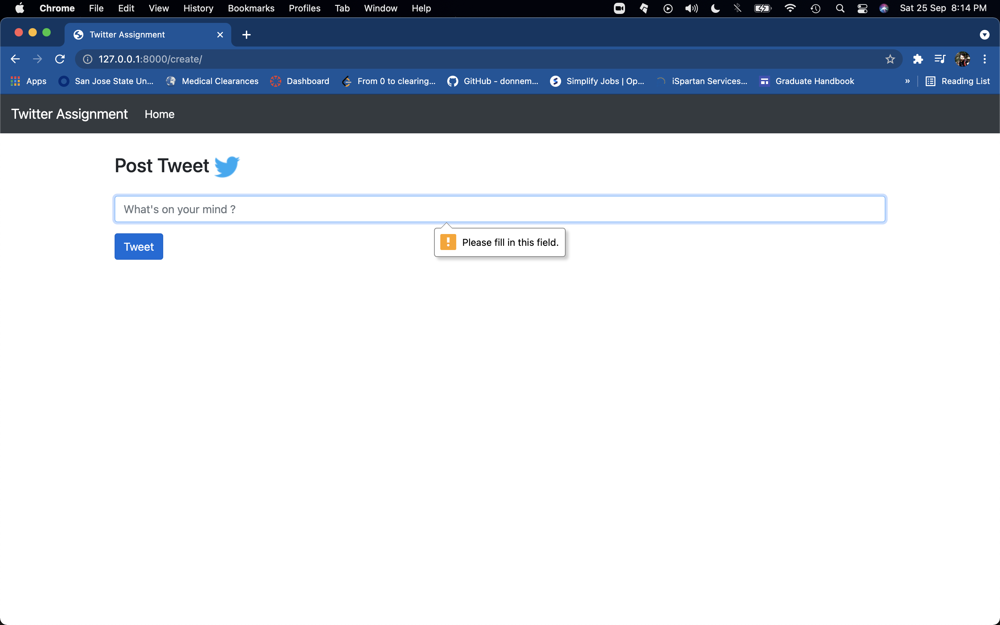 Chrome File Edit View History Bookmarks Profiles Tab Window Help Sat 25 Sep 8:14 PM
Twitter Assignment
127.0.0.1:8000/create/
Apps San Jose State Un... Medical Clearances Dashboard From 0 to clearing... GitHub - donnem... Simplify Jobs | Op... iSpartan Services... Graduate Handbook » Reading List
Twitter Assignment Home
Post Tweet
What's on your mind ?
Please fill in this field.
Tweet